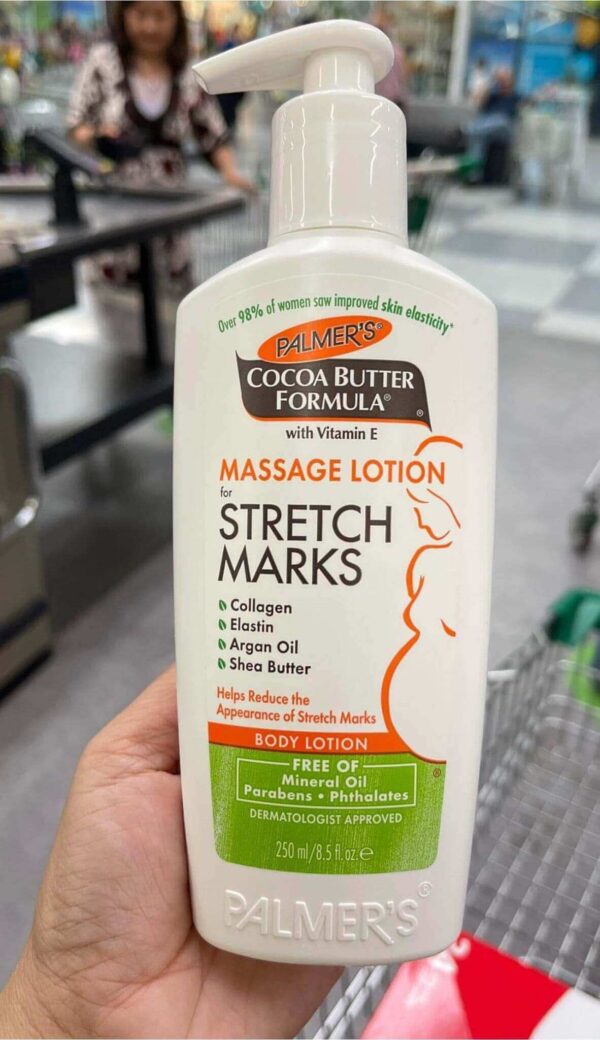 Over 98% of women saw improved skin elasticity*
PALMER'S®
COCOA BUTTER
FORMULA®
®
with Vitamin E
MASSAGE LOTION
for
STRETCH
MARKS
Collagen
Elastin
Argan Oil
Shea Butter
Helps Reduce the
Appearance of Stretch Marks
BODY LOTION
®
FREE OF
Mineral Oil
Parabens • Phthalates
DERMATOLOGIST APPROVED
250 ml/8.5 fl. oz. e
PALMER'S®